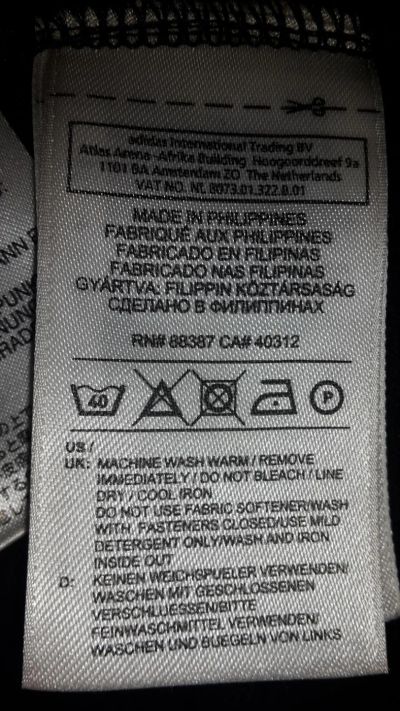 adidas International Trading BV
Atlas Arena -Afrika Building Hoogoorddreef 9a
1101 BA Amsterdam ZO The Netherlands
VAT NO. NL 8073.01.322.B.01
MADE IN PHILIPPINES
FABRIQUÉ AUX PHILIPPINES
FABRICADO EN FILIPINAS
FABRICADO NAS FILIPINAS
GYÁRTVA: FILIPPIN KÖZTÁRSASÁG
СДЕЛАНО В ФИЛИППИНАХ
RN# 88387 CA# 40312
40 P
US /
UK: MACHINE WASH WARM / REMOVE
IMMEDIATELY / DO NOT BLEACH / LINE
DRY / COOL IRON
DO NOT USE FABRIC SOFTENER/WASH
WITH FASTENERS CLOSED/USE MILD
DETERGENT ONLY/WASH AND IRON
INSIDE OUT
D: KEINEN WEICHSPUELER VERWENDEN/
WASCHEN MIT GESCHLOSSENEN
VERSCHLUESSEN/BITTE
FEINWASCHMITTEL VERWENDEN/
WASCHEN UND BUEGELN VON LINKS